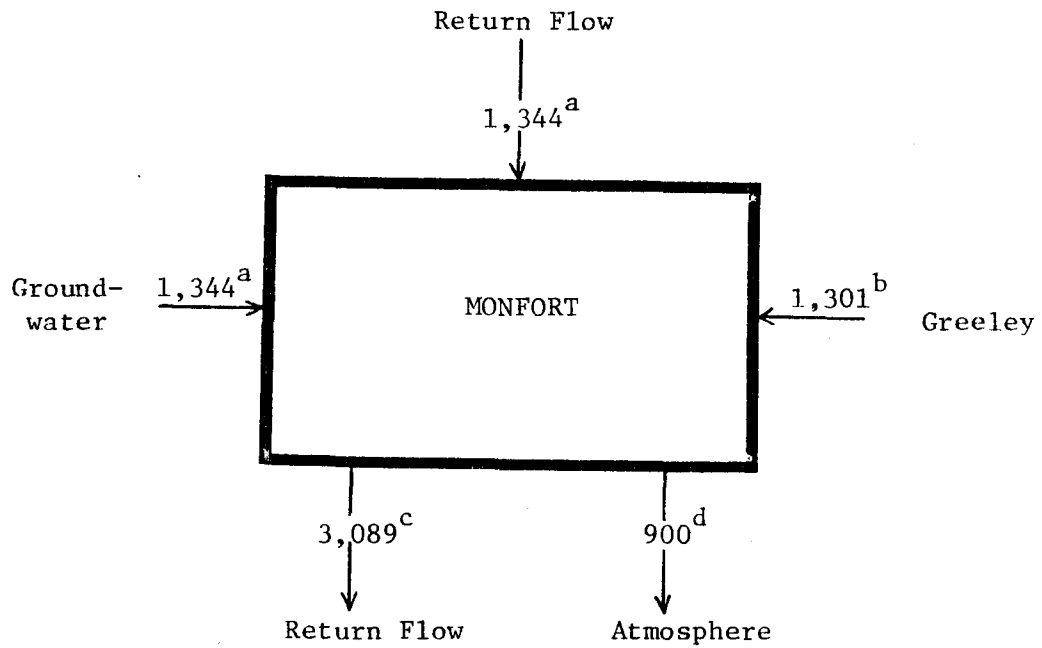 Return Flow
1,344a
Ground-
water
1,344a
MONFORT
1,301b
Greeley
3,089c
900d
Return Flow
Atmosphere